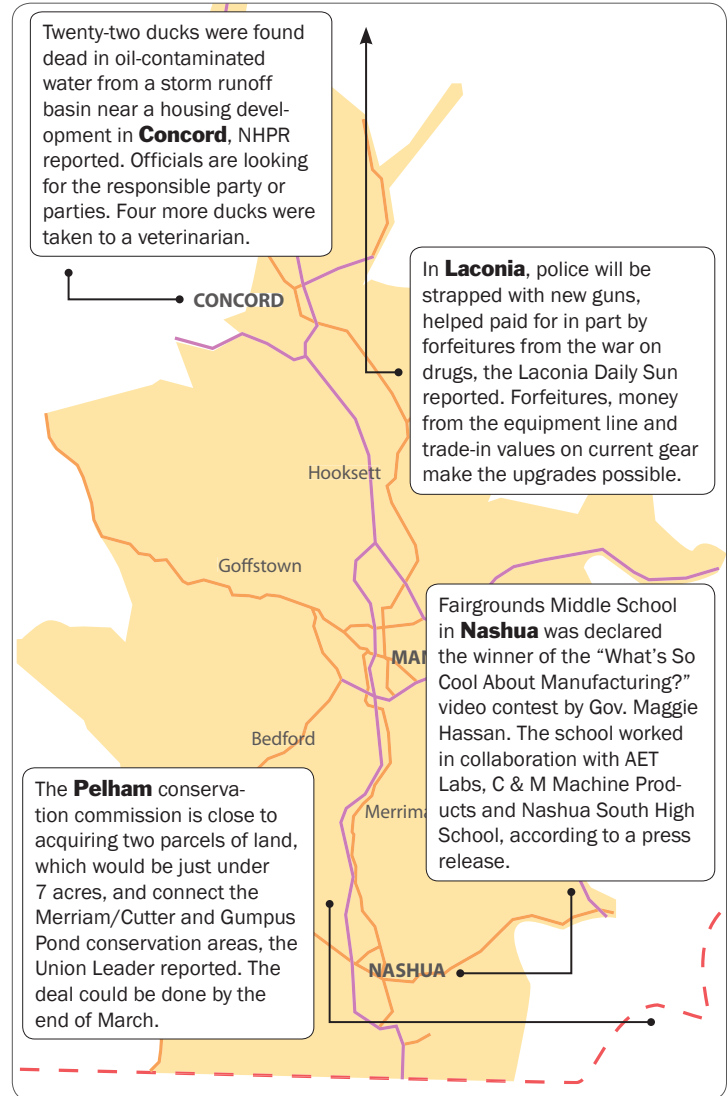 Twenty-two ducks were found
dead in oil-contaminated
water from a storm runoff
basin near a housing devel-
opment in Concord, NHPR
reported. Officials are looking
for the responsible party or
parties. Four more ducks were
taken to a veterinarian.
In Laconia, police will be
strapped with new guns,
helped paid for in part by
forfeitures from the war on
drugs, the Laconia Daily Sun
reported. Forfeitures, money
from the equipment line and
trade-in values on current gear
make the upgrades possible.
CONCORD
Hooksett
Goffstown
MAN
Bedford
Merrima
Fairgrounds Middle School
in Nashua was declared
the winner of the “What’s So
Cool About Manufacturing?”
video contest by Gov. Maggie
Hassan. The school worked
in collaboration with AET
Labs, C & M Machine Prod-
ucts and Nashua South High
School, according to a press
release.
The Pelham conserva-
tion commission is close to
acquiring two parcels of land,
which would be just under
7 acres, and connect the
Merriam/Cutter and Gumpus
Pond conservation areas, the
Union Leader reported. The
deal could be done by the
end of March.
NASHUA